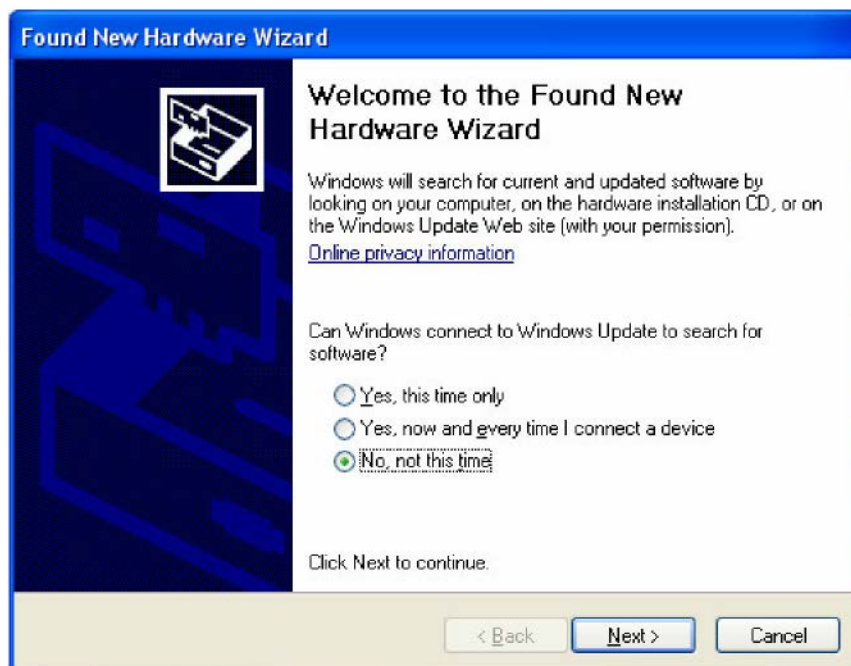 Found New Hardware Wizard
Welcome to the Found New
Hardware Wizard
Windows will search for current and updated software by
looking on your computer, on the hardware installation CD, or on
the Windows Update Web site (with your permission).
Online privacy information
Can Windows connect to Windows Update to search for
software?
Yes, this time only
Yes, now and every time I connect a device
No, not this time
Click Next to continue.
< Back Next > Cancel